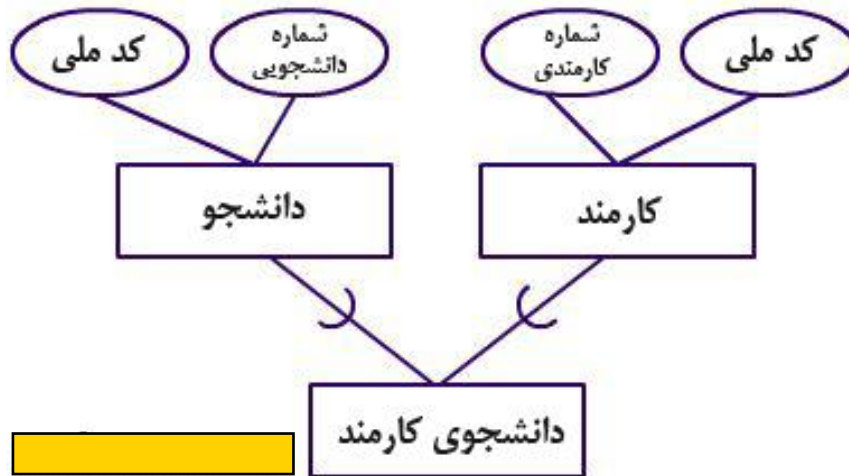 کد ملی
شماره
کارمندی
شماره
دانشجویی
کد ملی
کارمند
دانشجو
دانشجوی کارمند